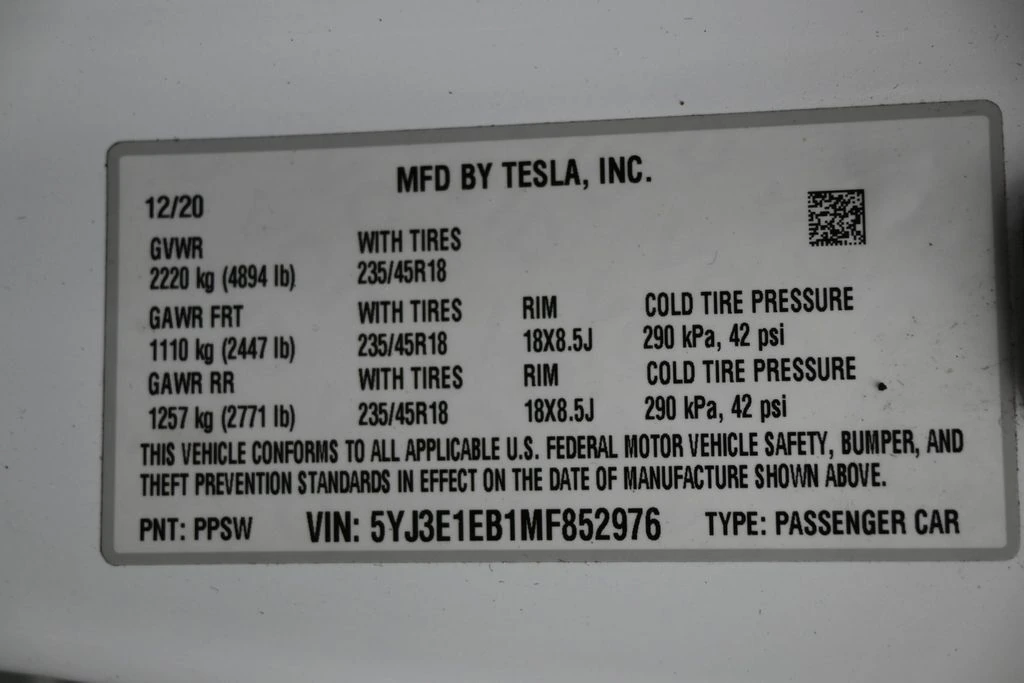 MFD BY TESLA, INC.
12/20
GVWR WITH TIRES
2220 kg (4894 lb) 235/45R18
GAWR FRT WITH TIRES RIM COLD TIRE PRESSURE
1110 kg (2447 lb) 235/45R18 18X8.5J 290 kPa, 42 psi
GAWR RR WITH TIRES RIM COLD TIRE PRESSURE
1257 kg (2771 lb) 235/45R18 18X8.5J 290 kPa, 42 psi
THIS VEHICLE CONFORMS TO ALL APPLICABLE U.S. FEDERAL MOTOR VEHICLE SAFETY, BUMPER, AND
THEFT PREVENTION STANDARDS IN EFFECT ON THE DATE OF MANUFACTURE SHOWN ABOVE.
PNT: PPSW VIN: 5YJ3E1EB1MF852976 TYPE: PASSENGER CAR